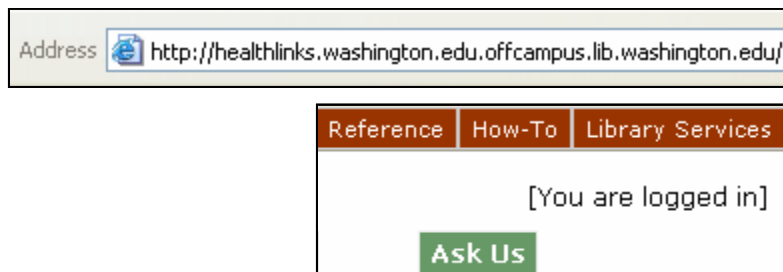 Address http://healthlinks.washington.edu.offcampus.lib.washington.edu/
Reference How-To Library Services
[You are logged in]
Ask Us